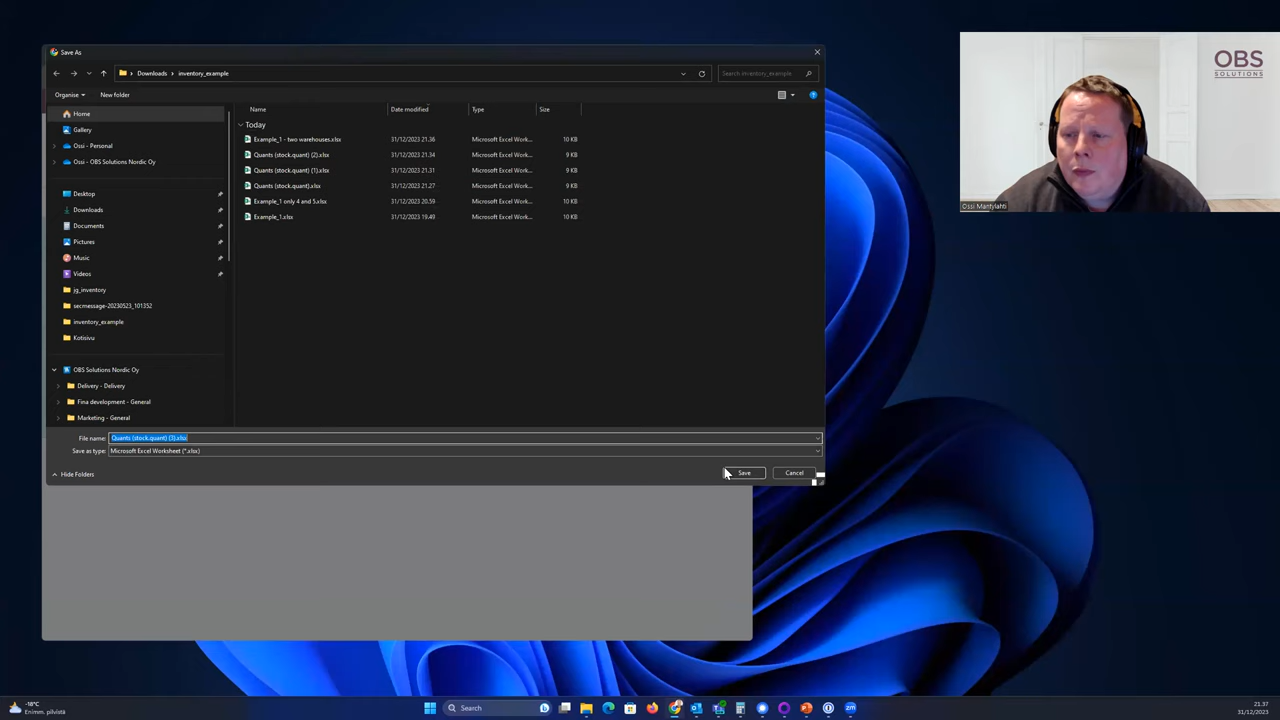 Save As
Downloads > inventory_example
Search inventory_example
Organise
New folder
Home
Gallery
Ossi - Personal
Ossi - OBS Solutions Nordic Oy
Desktop
Downloads
Documents
Pictures
Music
Videos
jg_inventory
secmessage-20230523_101352
inventory_example
Kotisivu
OBS Solutions Nordic Oy
Delivery - Delivery
Fina development - General
Marketing - General
Name Date modified Type Size
Today
Example_1 - two warehouses.xlsx 31/12/2023 21.36 Microsoft Excel Work... 10 KB
Quants (stock.quant) (2).xlsx 31/12/2023 21.34 Microsoft Excel Work... 9 KB
Quants (stock.quant) (1).xlsx 31/12/2023 21.31 Microsoft Excel Work... 9 KB
Quants (stock.quant).xlsx 31/12/2023 21.27 Microsoft Excel Work... 9 KB
Example_1 only 4 and 5.xlsx 31/12/2023 20.59 Microsoft Excel Work... 10 KB
Example_1.xlsx 31/12/2023 19.49 Microsoft Excel Work... 10 KB
File name: Quants (stock.quant) (3).xlsx
Save as type: Microsoft Excel Worksheet (*.xlsx)
Hide Folders
Save
Cancel
OBS
SOLUTIONS
Ossi Mantylahti
-18°C
Enimm. pilvistä
Search
21.37
31/12/2023